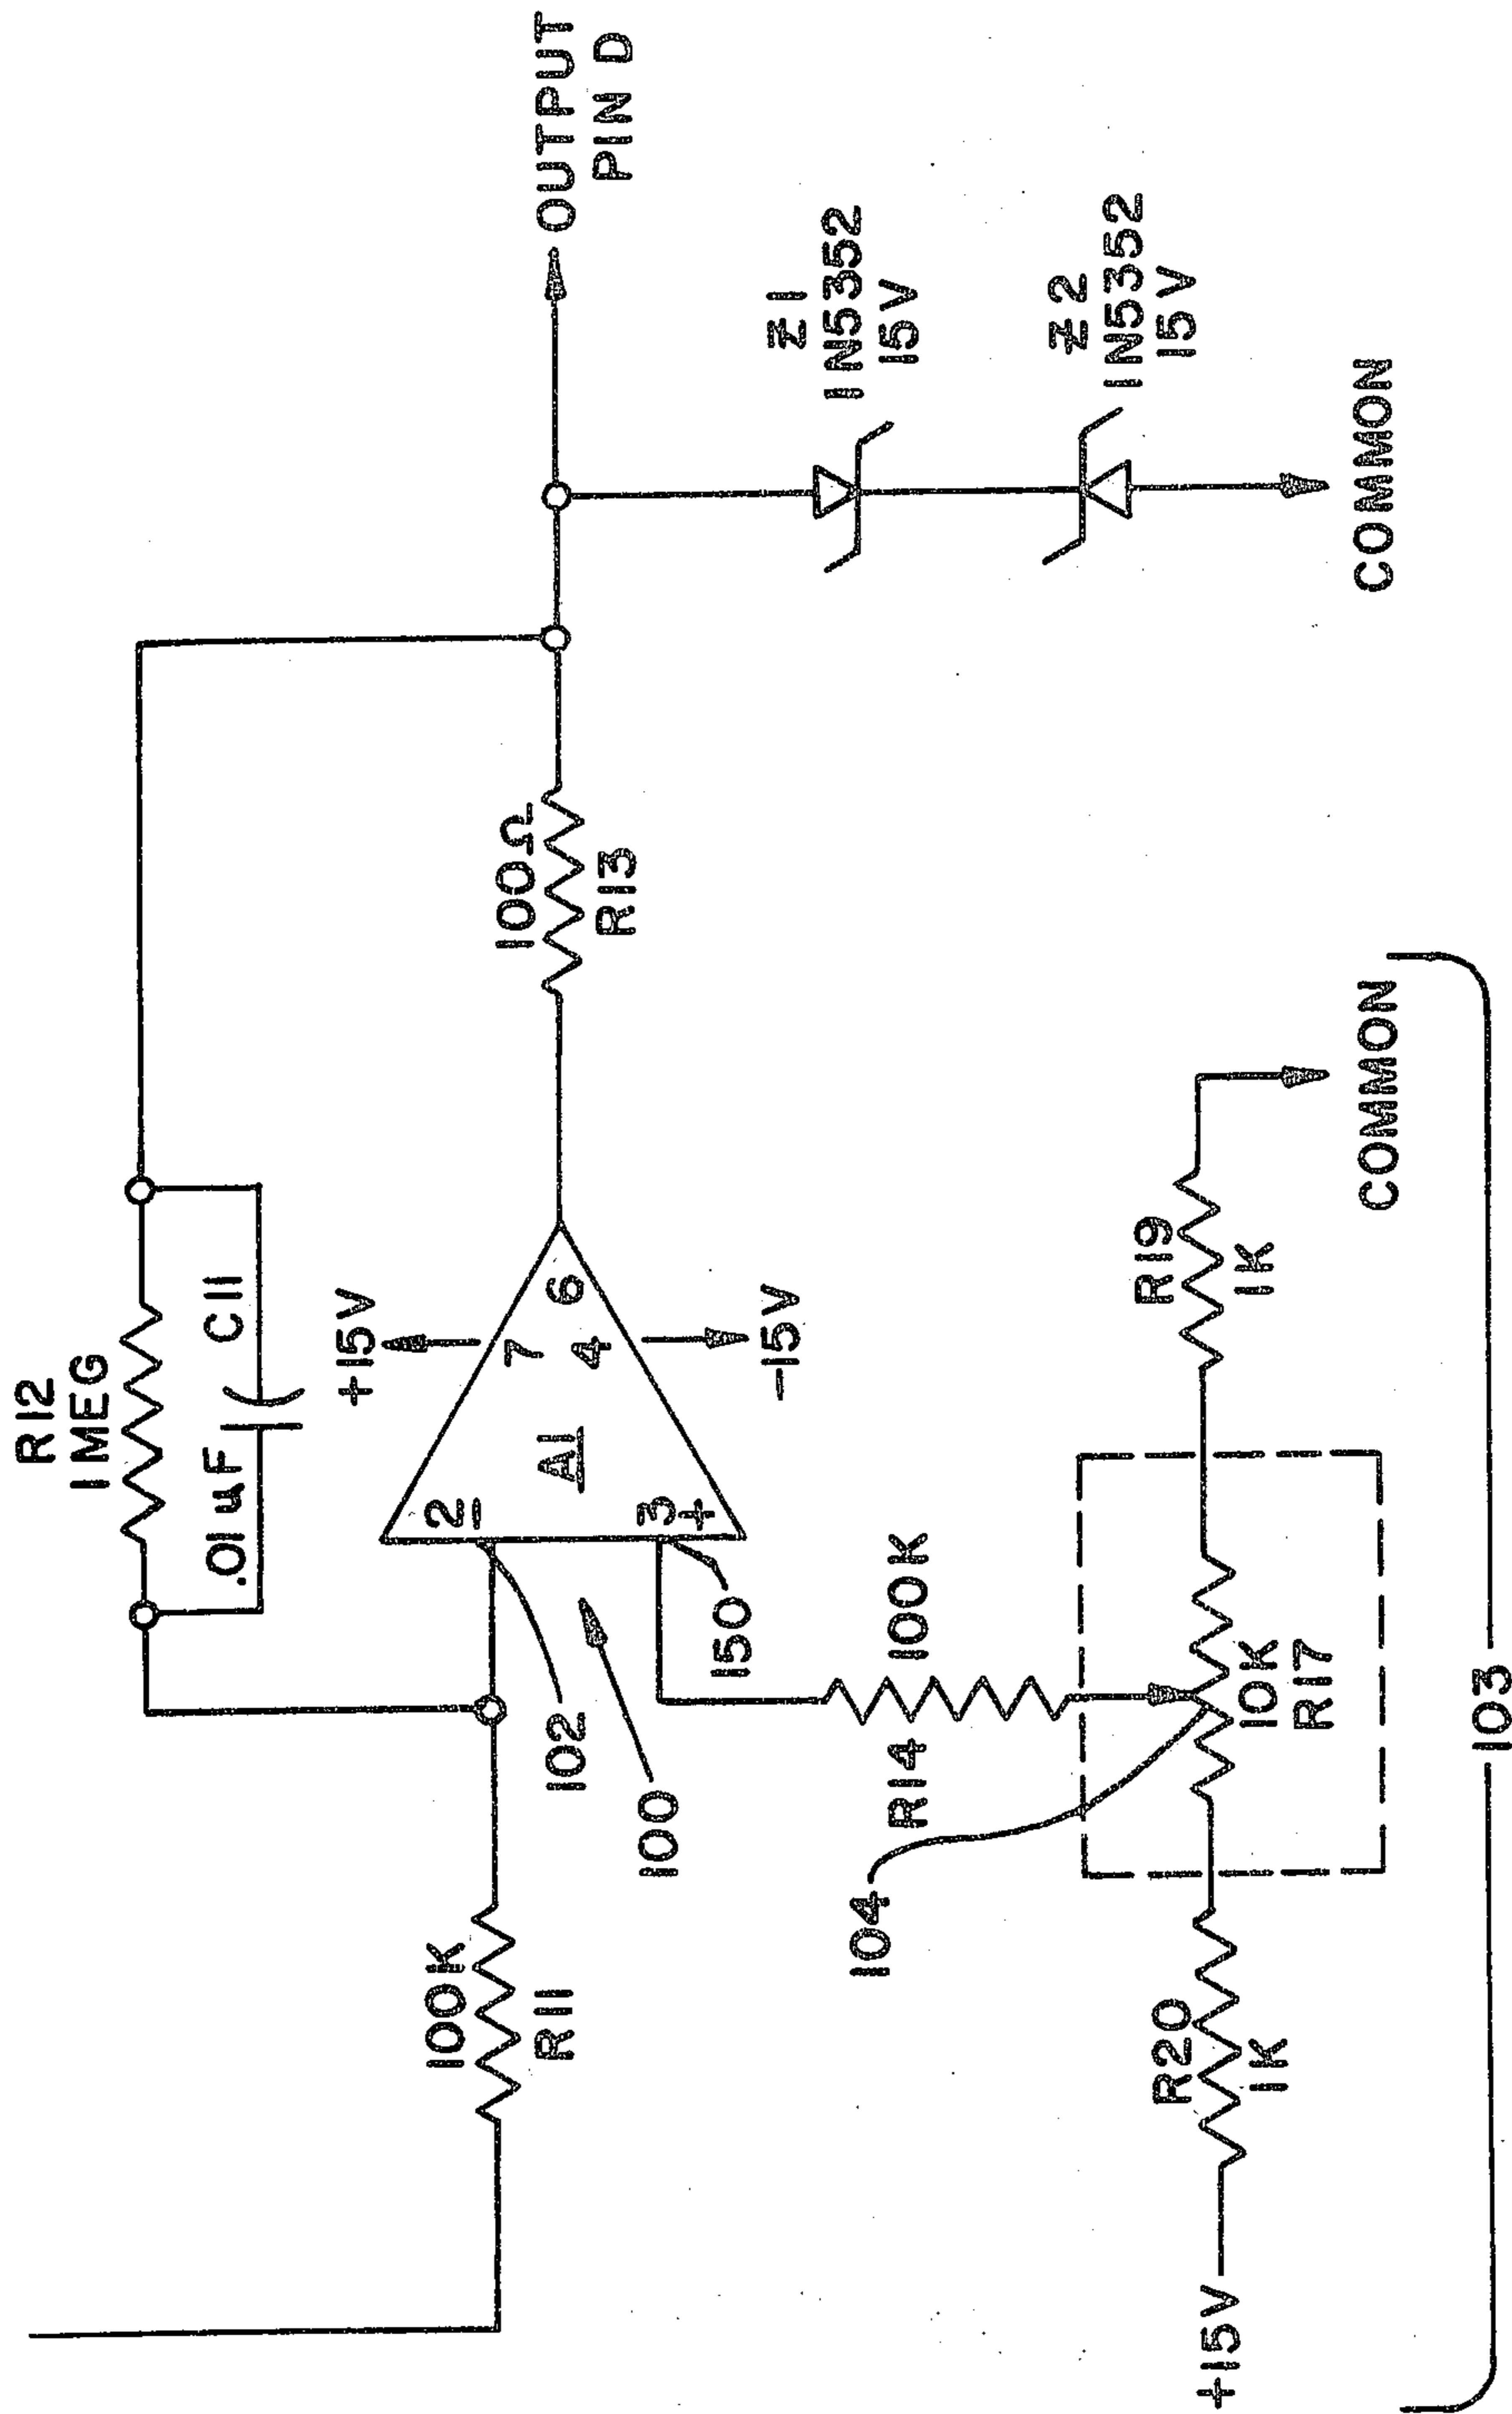 R12
1MEG
.01uF C11
+15V
100K
R11
2
-
A1
7
6
4
3
+
-15V
102
100
150
100Ω
R13
OUTPUT
PIN D
Z1
1N5352
15V
Z2
1N5352
15V
COMMON
R14 100K
104
10K
R17
R20
1K
+15V
R19
1K
COMMON
103